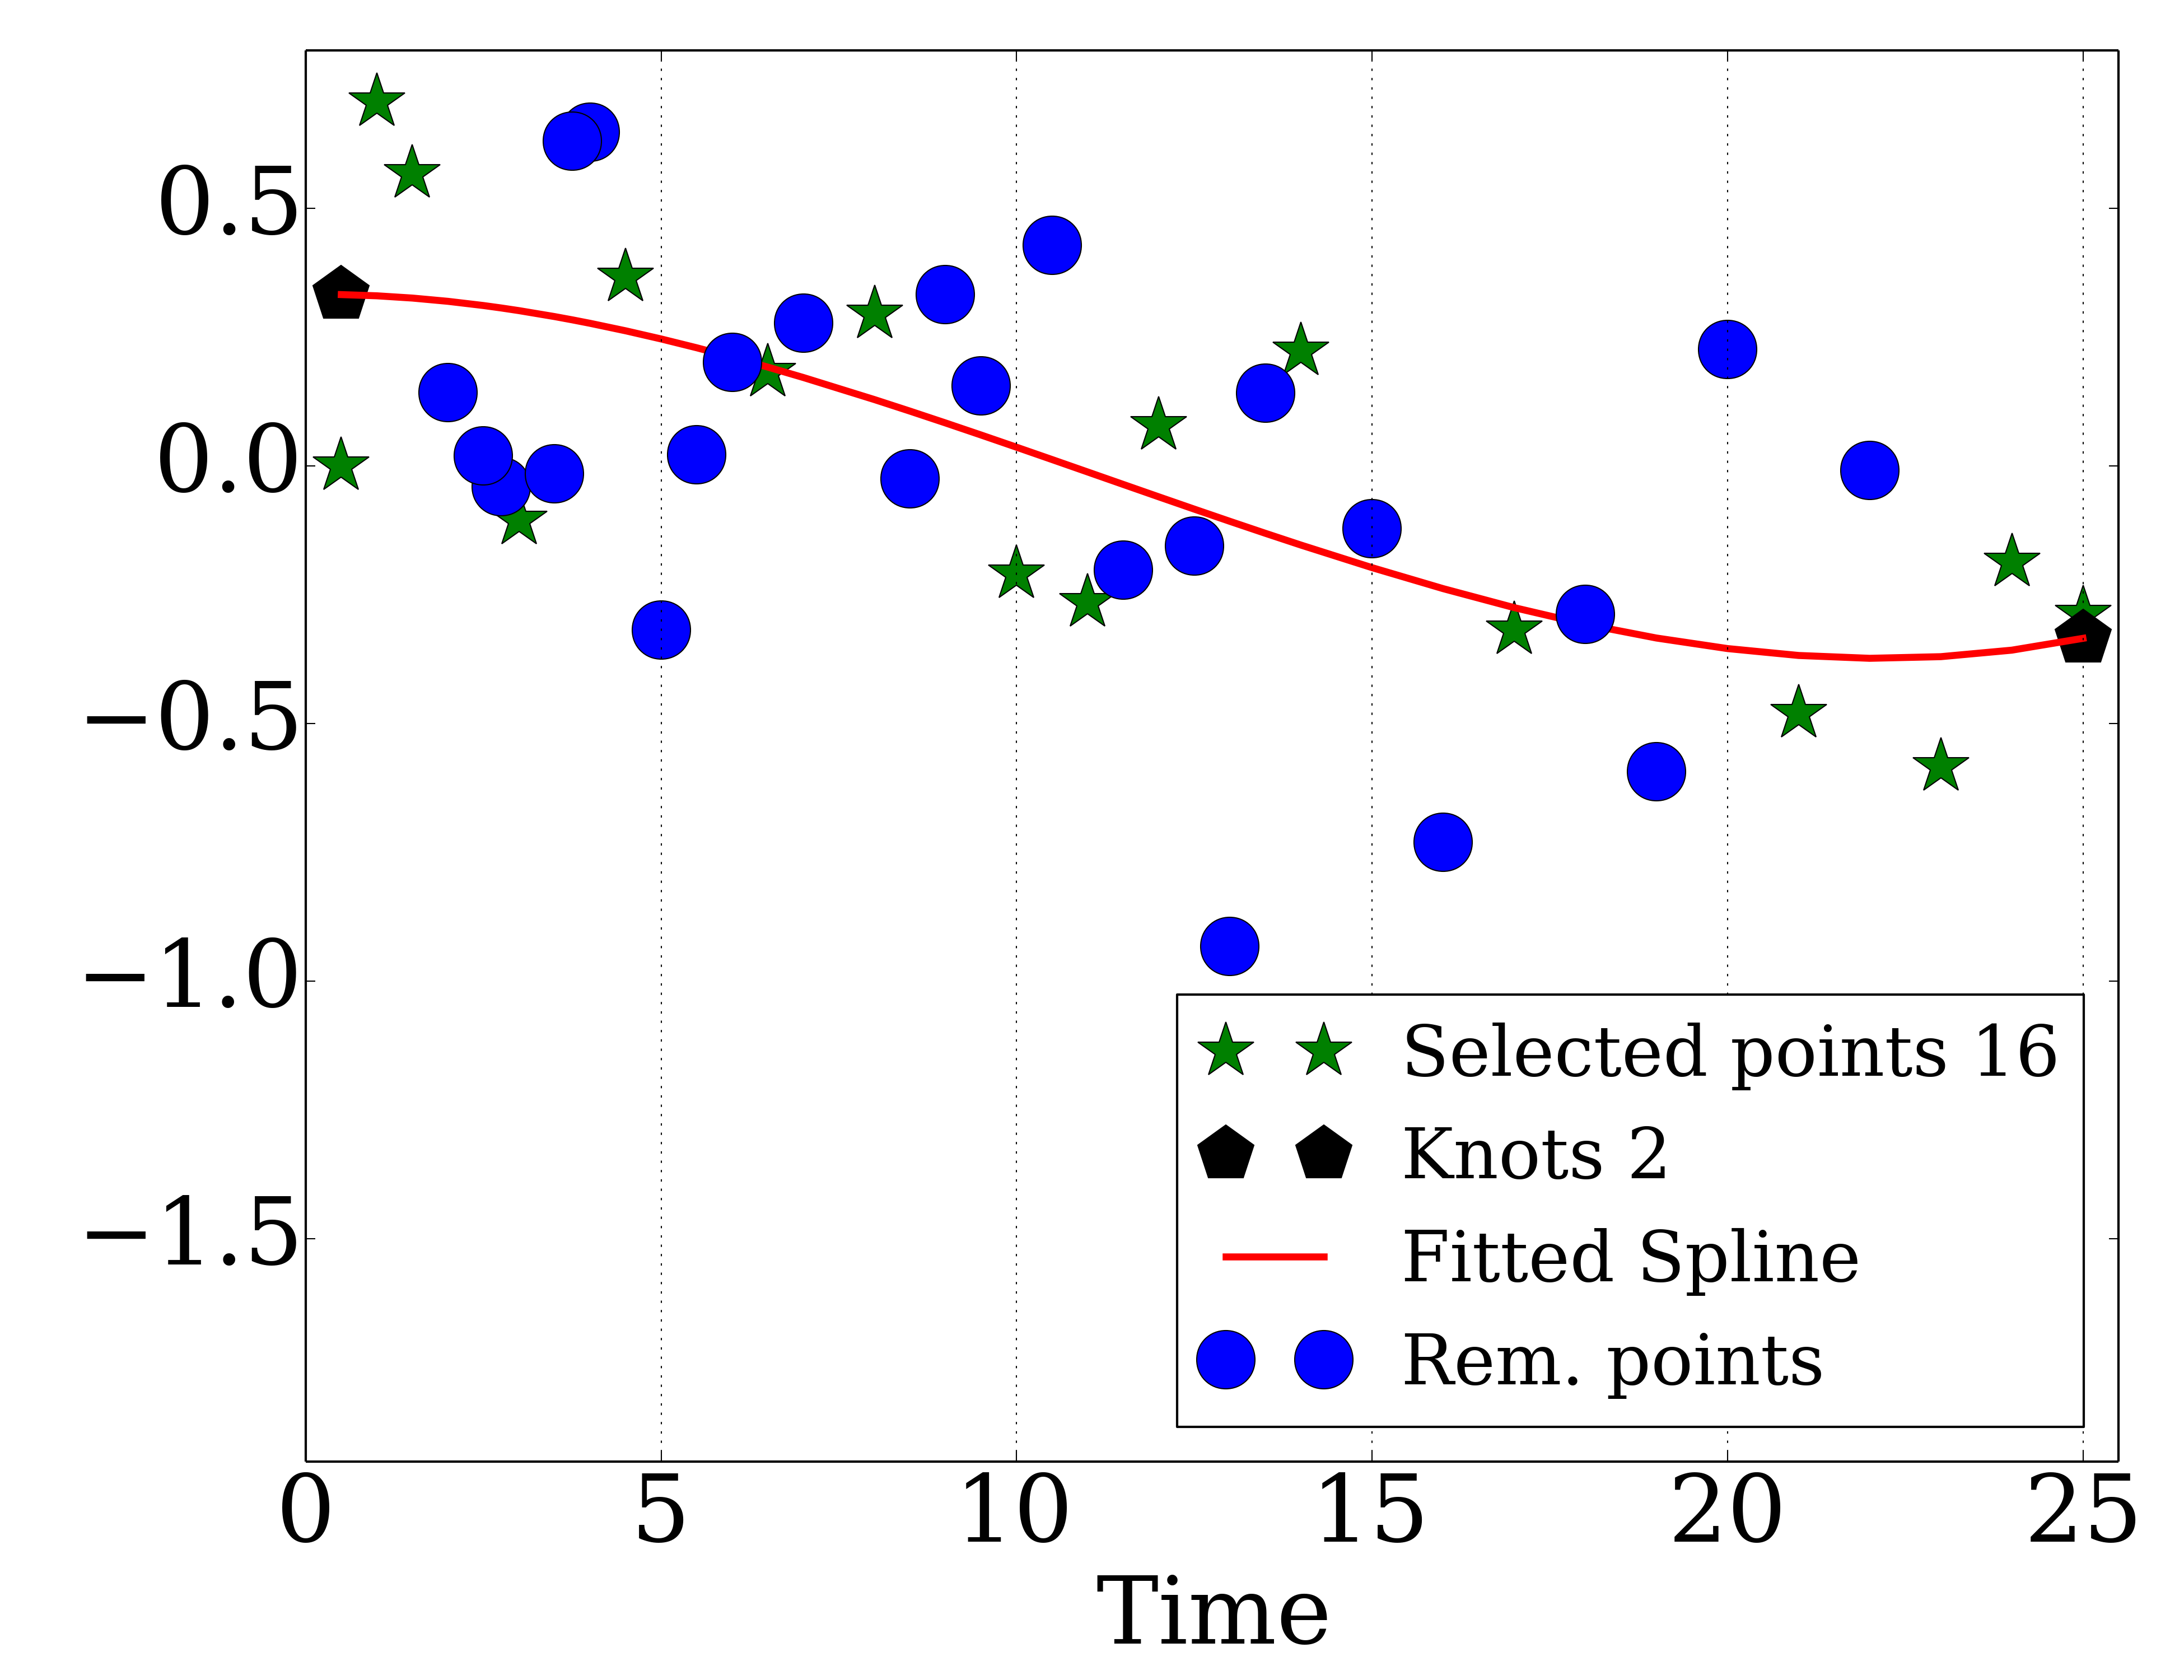 0.5
0.0
−0.5
−1.0
−1.5
Selected points 16
Knots 2
Fitted Spline
Rem. points
0 5 10 15 20 25
Time